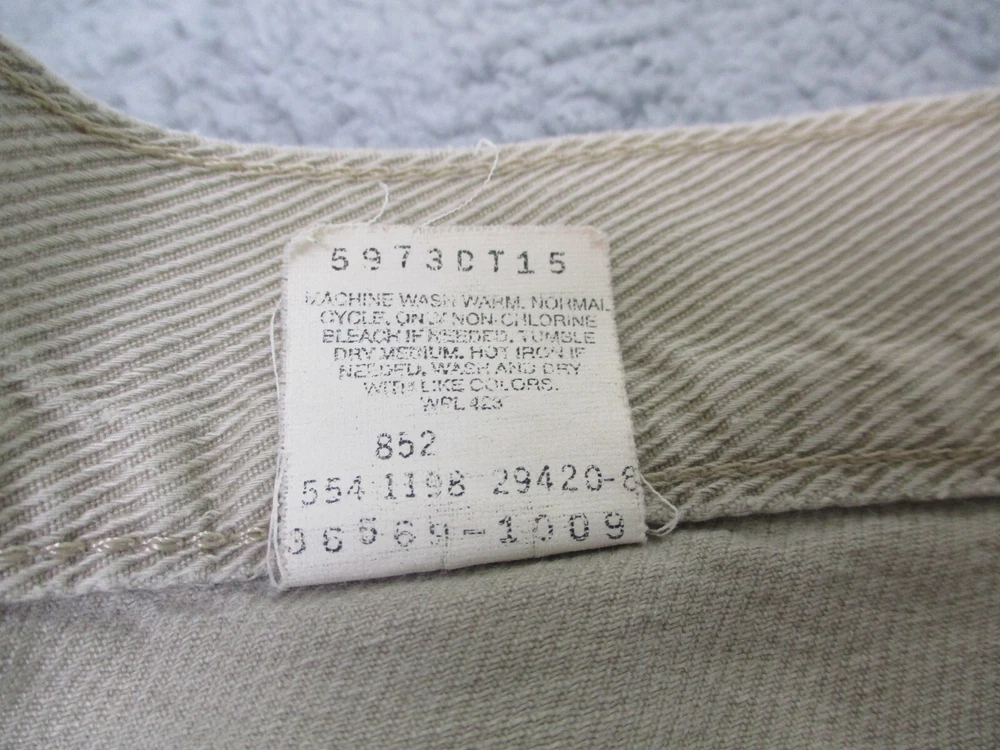 5973DT15
MACHINE WASH WARM. NORMAL
CYCLE. ONLY NON-CHLORINE
BLEACH IF NEEDED. TUMBLE
DRY MEDIUM. HOT IRON IF
NEEDED. WASH AND DRY
WITH LIKE COLORS.
WPL 423
852
554 1198 29420-8
36569-1009